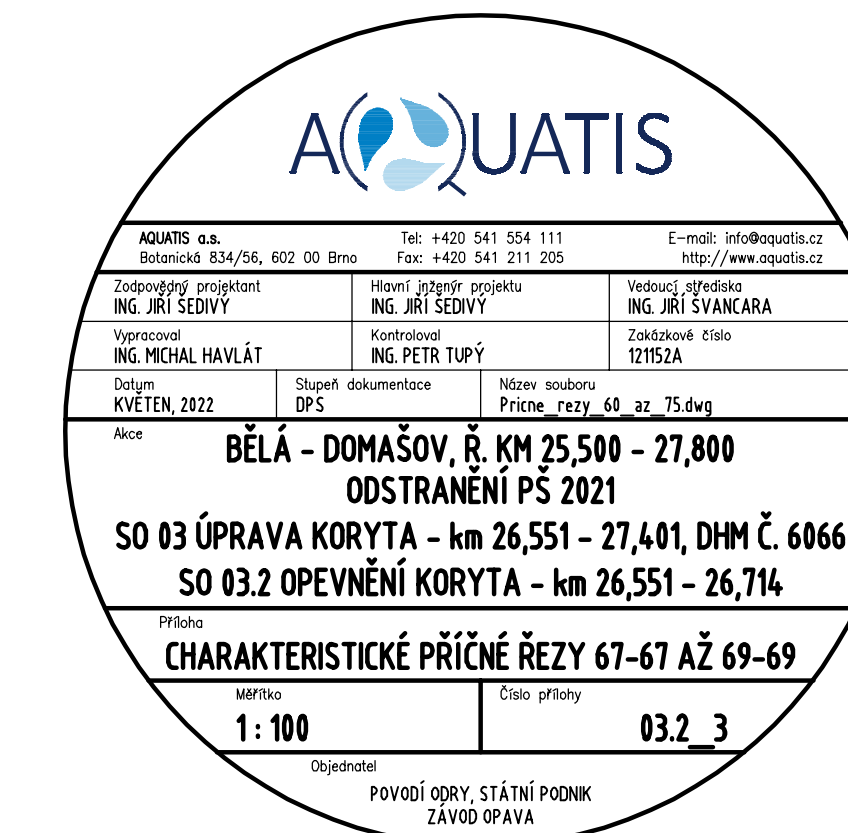 AQUATIS
AQUATIS a.s. Tel: +420 541 554 111 E-mail: info@aquatis.cz
Botanická 834/56, 602 00 Brno Fax: +420 541 211 205 http://www.aquatis.cz
Zodpovědný projektant Hlavní inženýr projektu Vedoucí střediska
ING. JIŘÍ ŠEDIVÝ ING. JIŘÍ ŠEDIVÝ ING. JIŘÍ ŠVANCARA
Vypracoval Kontroloval Zakázkové číslo
ING. MICHAL HAVLÁT ING. PETR TUPÝ 121152A
Datum Stupeň dokumentace Název souboru
KVĚTEN, 2022 DPS Pricne_rezy_60_az_75.dwg
Akce
BĚLÁ - DOMAŠOV, Ř. KM 25,500 - 27,800
ODSTRANĚNÍ PŠ 2021
SO 03 ÚPRAVA KORYTA - km 26,551 - 27,401, DHM Č. 6066
SO 03.2 OPEVNĚNÍ KORYTA - km 26,551 - 26,714
Příloha
CHARAKTERISTICKÉ PŘÍČNÉ ŘEZY 67-67 AŽ 69-69
Měřítko Číslo přílohy
1 : 100 03.2_3
Objednatel
POVODÍ ODRY, STÁTNÍ PODNIK
ZÁVOD OPAVA